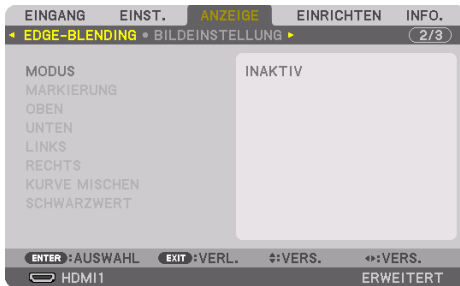 EINGANG EINST. ANZEIGE EINRICHTEN INFO.
EDGE-BLENDING BILDEINSTELLUNG 2/3
MODUS INAKTIV
MARKIERUNG
OBEN
UNTEN
LINKS
RECHTS
KURVE MISCHEN
SCHWARZWERT
ENTER :AUSWAHL EXIT :VERL. :VERS. :VERS.
HDMI1 ERWEITERT